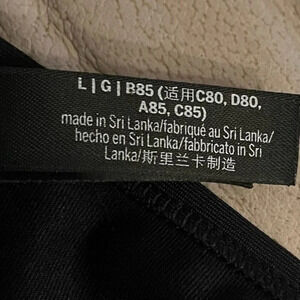 L | G | B85 (适用C80, D80,
A85, C85)
made in Sri Lanka/fabriqué au Sri Lanka/
hecho en Sri Lanka/fabbricato in Sri
Lanka/斯里兰卡制造